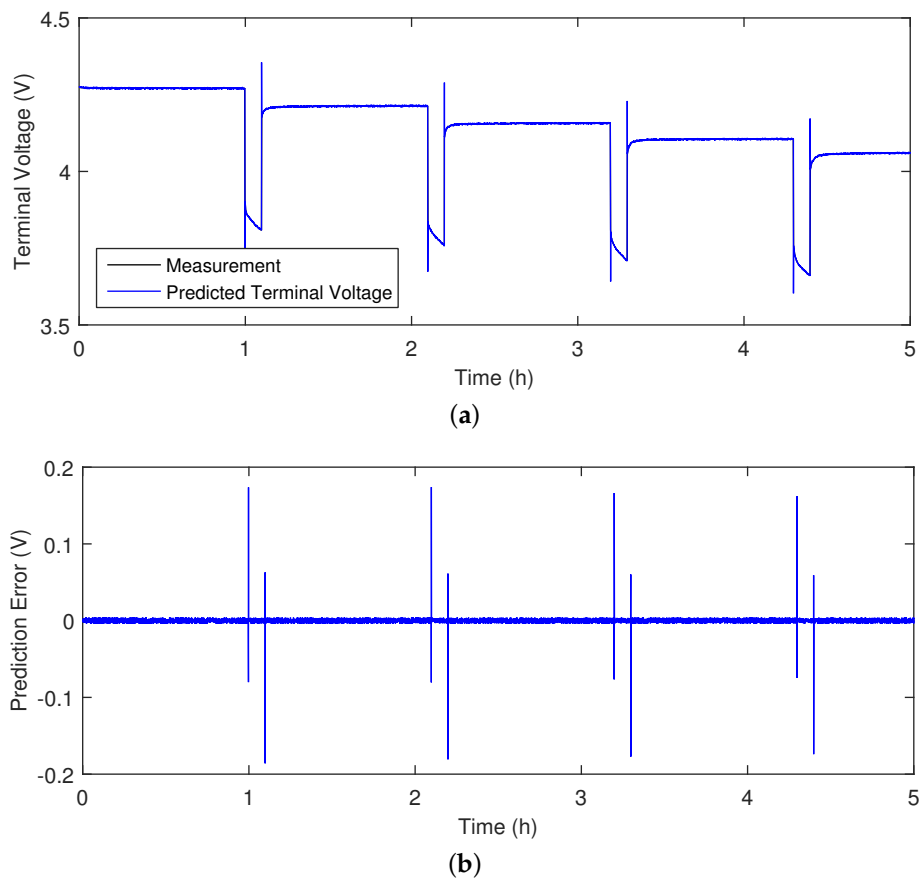 4.5
4
3.5
Terminal Voltage (V)
Measurement
Predicted Terminal Voltage
0
1
2
3
4
5
Time (h)
(a)
0.2
0.1
0
-0.1
-0.2
Prediction Error (V)
0
1
2
3
4
5
Time (h)
(b)